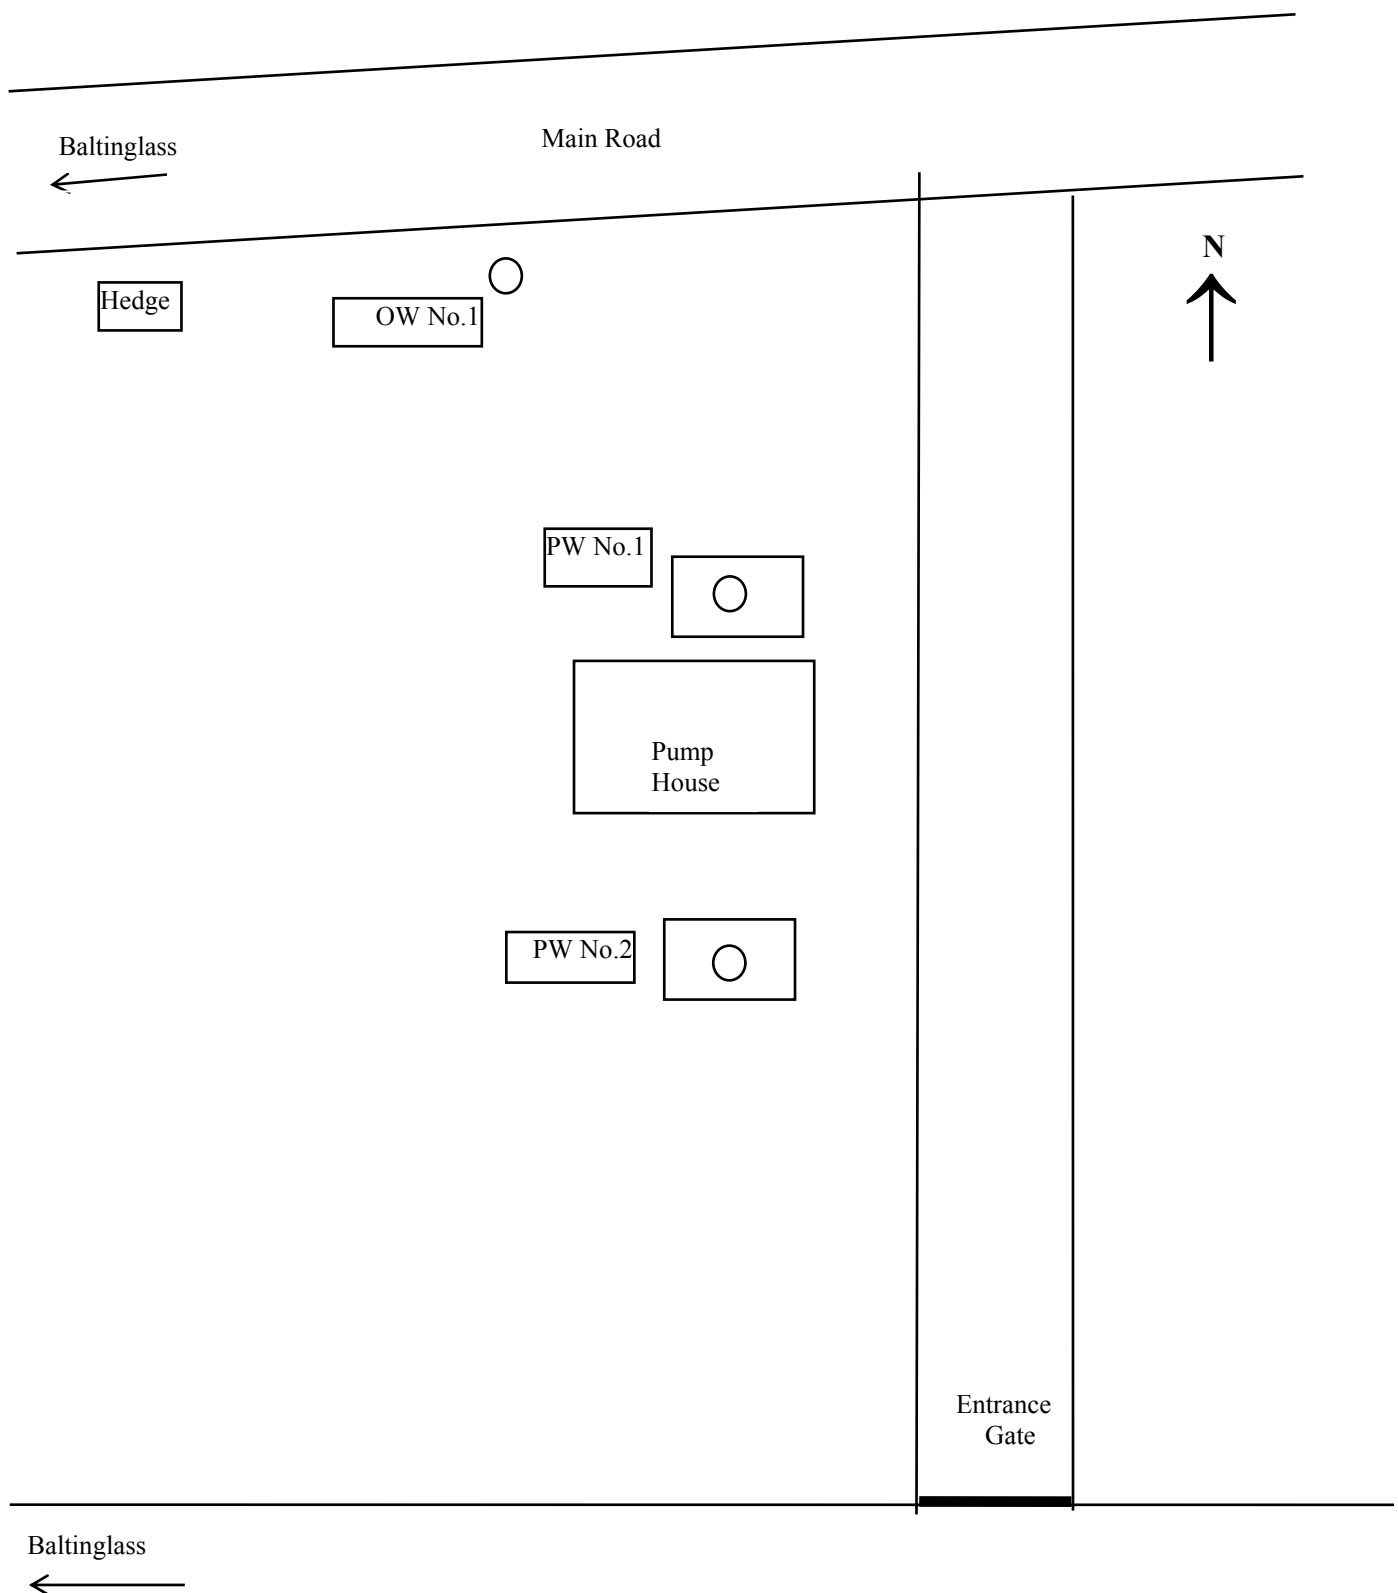 Main Road
Baltinglass
N
Hedge
OW No.1
PW No.1
Pump
House
PW No.2
Entrance
Gate
Baltinglass